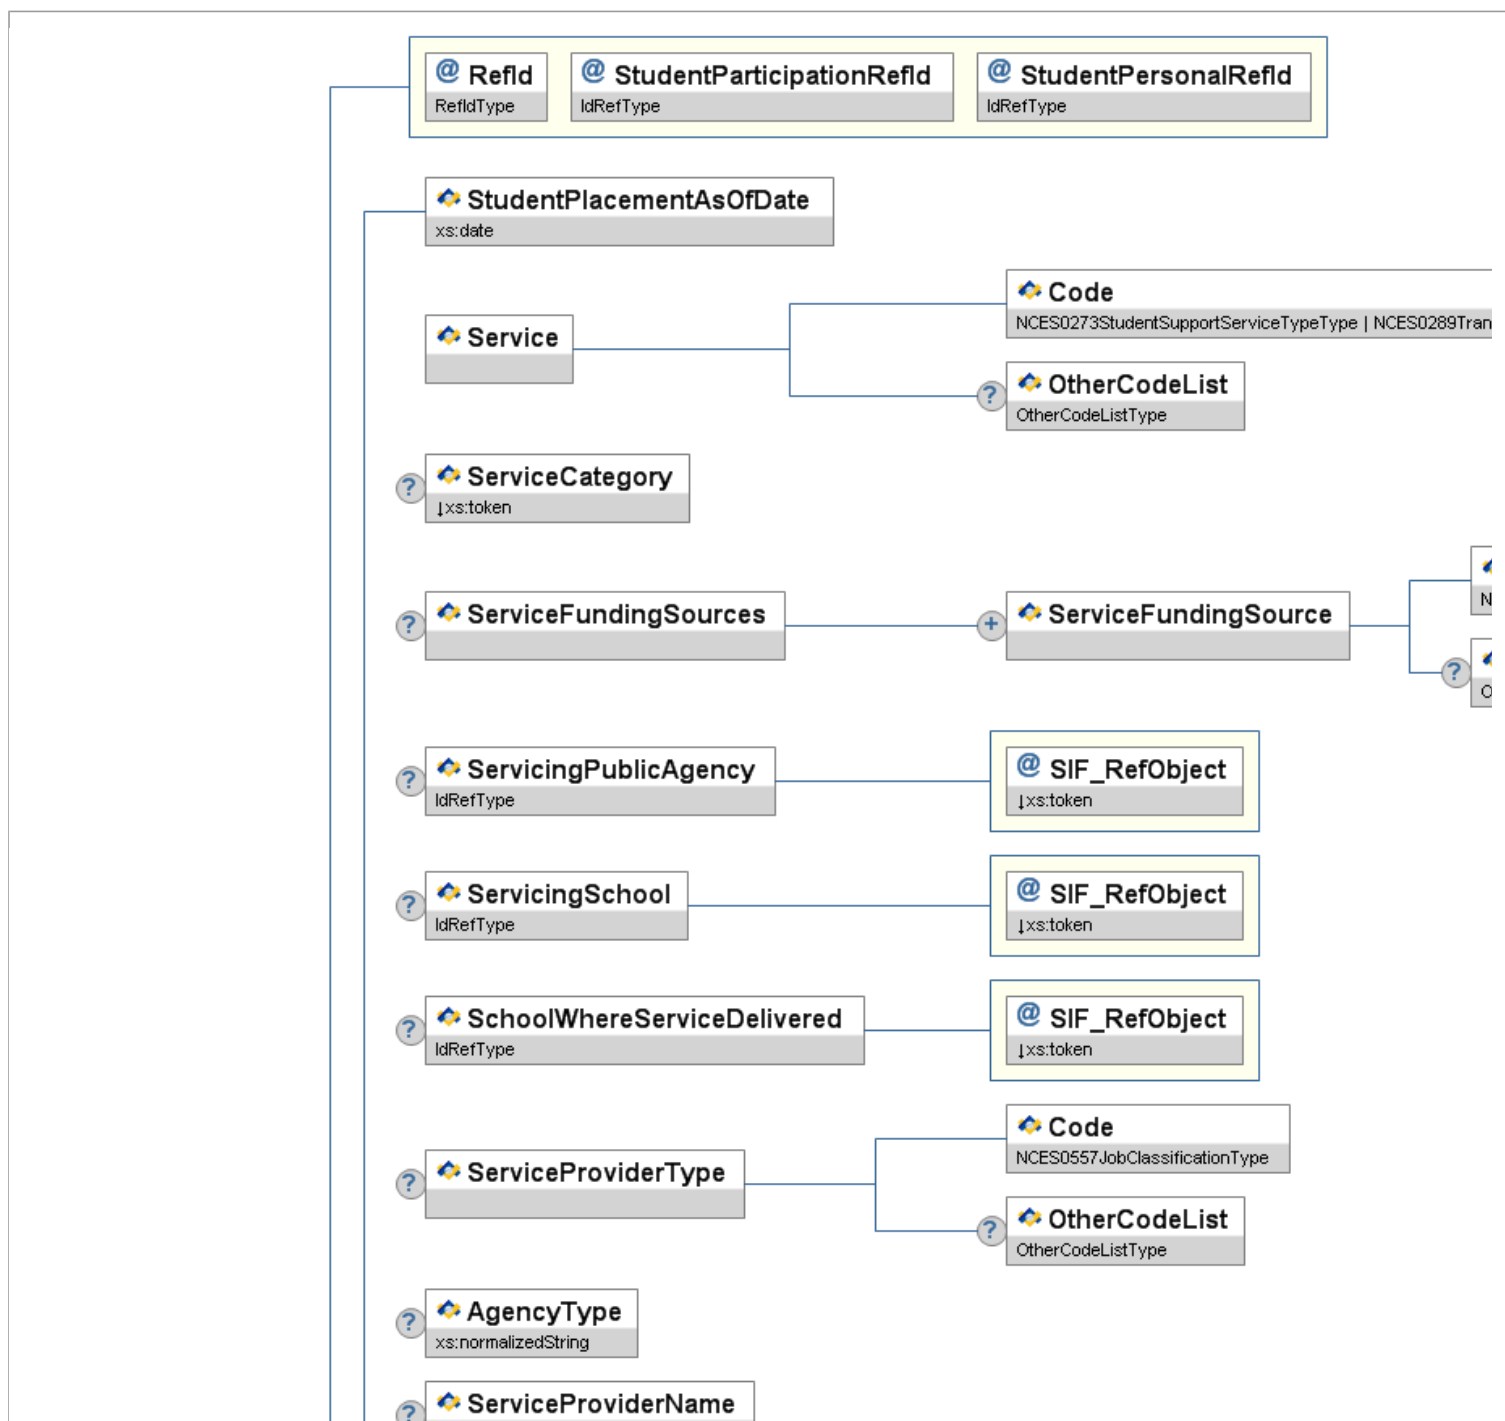 @ RefId
RefIdType
@ StudentParticipationRefId
IdRefType
@ StudentPersonalRefId
IdRefType
StudentPlacementAsOfDate
xs:date
Service
Code
NCES0273StudentSupportServiceTypeType | NCES0289Tran
? OtherCodeList
OtherCodeListType
? ServiceCategory
↓xs:token
? ServiceFundingSources
+ ServiceFundingSource
N
?
O
? ServicingPublicAgency
IdRefType
@ SIF_RefObject
↓xs:token
? ServicingSchool
IdRefType
@ SIF_RefObject
↓xs:token
? SchoolWhereServiceDelivered
IdRefType
@ SIF_RefObject
↓xs:token
? ServiceProviderType
Code
NCES0557JobClassificationType
? OtherCodeList
OtherCodeListType
? AgencyType
xs:normalizedString
? ServiceProviderName